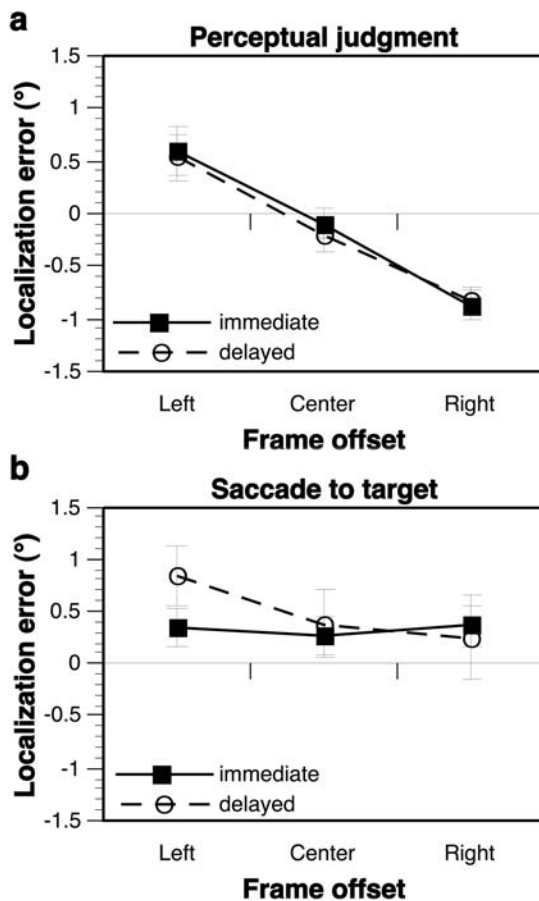 a
Perceptual judgment
Localization error (°)
1.5
1
0.5
0
-0.5
-1
-1.5
immediate
delayed
Left Center Right
Frame offset
b
Saccade to target
Localization error (°)
1.5
1
0.5
0
-0.5
-1
-1.5
immediate
delayed
Left Center Right
Frame offset